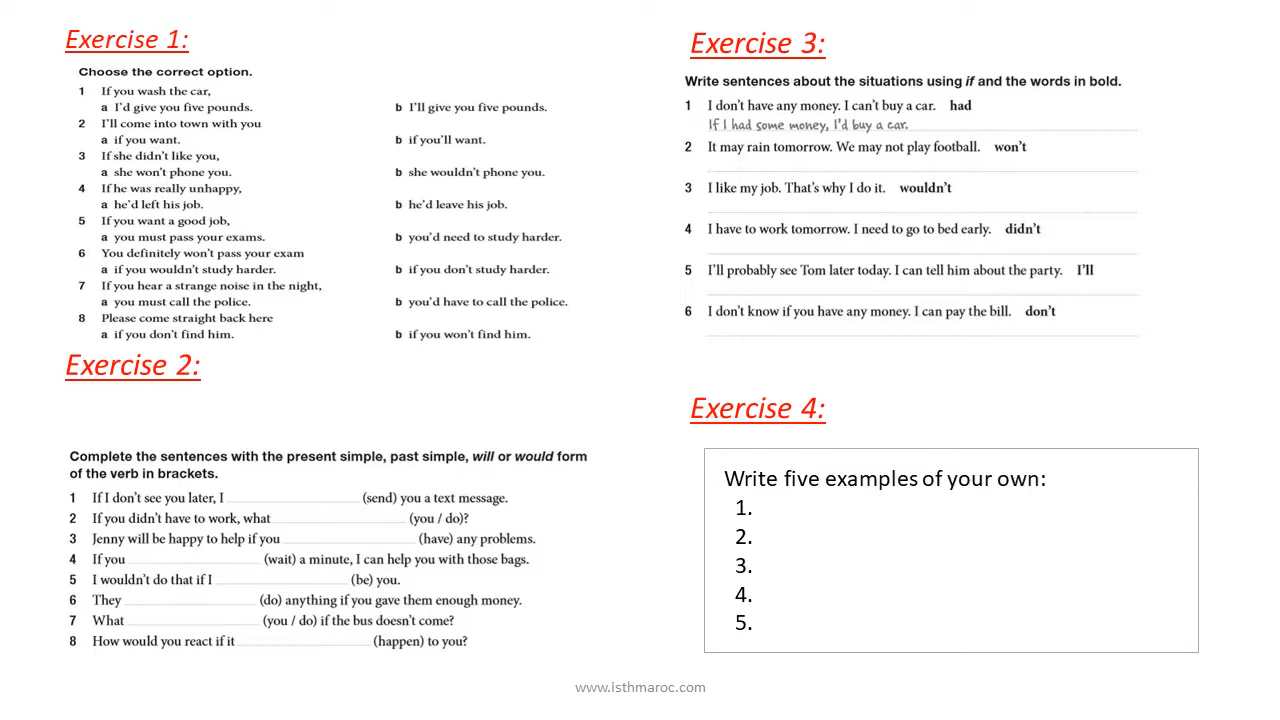 Exercise 1:
Choose the correct option.
1 If you wash the car,
a I'd give you five pounds. b I'll give you five pounds.
2 I'll come into town with you
a if you want. b if you'll want.
3 If she didn't like you,
a she won't phone you. b she wouldn't phone you.
4 If he was really unhappy,
a he'd left his job. b he'd leave his job.
5 If you want a good job,
a you must pass your exams. b you'd need to study harder.
6 You definitely won't pass your exam
a if you wouldn't study harder. b if you don't study harder.
7 If you hear a strange noise in the night,
a you must call the police. b you'd have to call the police.
8 Please come straight back here
a if you don't find him. b if you won't find him.
Exercise 2:
Complete the sentences with the present simple, past simple, will or would form
of the verb in brackets.
1 If I don't see you later, I (send) you a text message.
2 If you didn't have to work, what (you / do)?
3 Jenny will be happy to help if you (have) any problems.
4 If you (wait) a minute, I can help you with those bags.
5 I wouldn't do that if I (be) you.
6 They (do) anything if you gave them enough money.
7 What (you / do) if the bus doesn't come?
8 How would you react if it (happen) to you?
Exercise 3:
Write sentences about the situations using if and the words in bold.
1 I don't have any money. I can't buy a car. had
If I had some money, I'd buy a car.
2 It may rain tomorrow. We may not play football. won't
3 I like my job. That's why I do it. wouldn't
4 I have to work tomorrow. I need to go to bed early. didn't
5 I'll probably see Tom later today. I can tell him about the party. I'll
6 I don't know if you have any money. I can pay the bill. don't
Exercise 4:
Write five examples of your own:
1.
2.
3.
4.
5.
www.isthmaroc.com